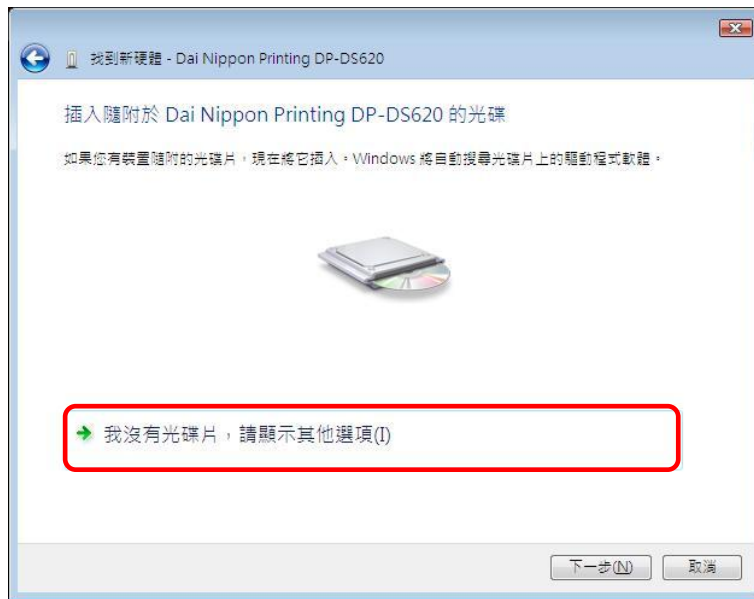 找到新硬體 - Dai Nippon Printing DP-DS620
插入隨附於 Dai Nippon Printing DP-DS620 的光碟
如果您有裝置隨附的光碟片，現在將它插入。Windows 將自動搜尋光碟片上的驅動程式軟體。
我沒有光碟片，請顯示其他選項(I)
下一步(N)
取消